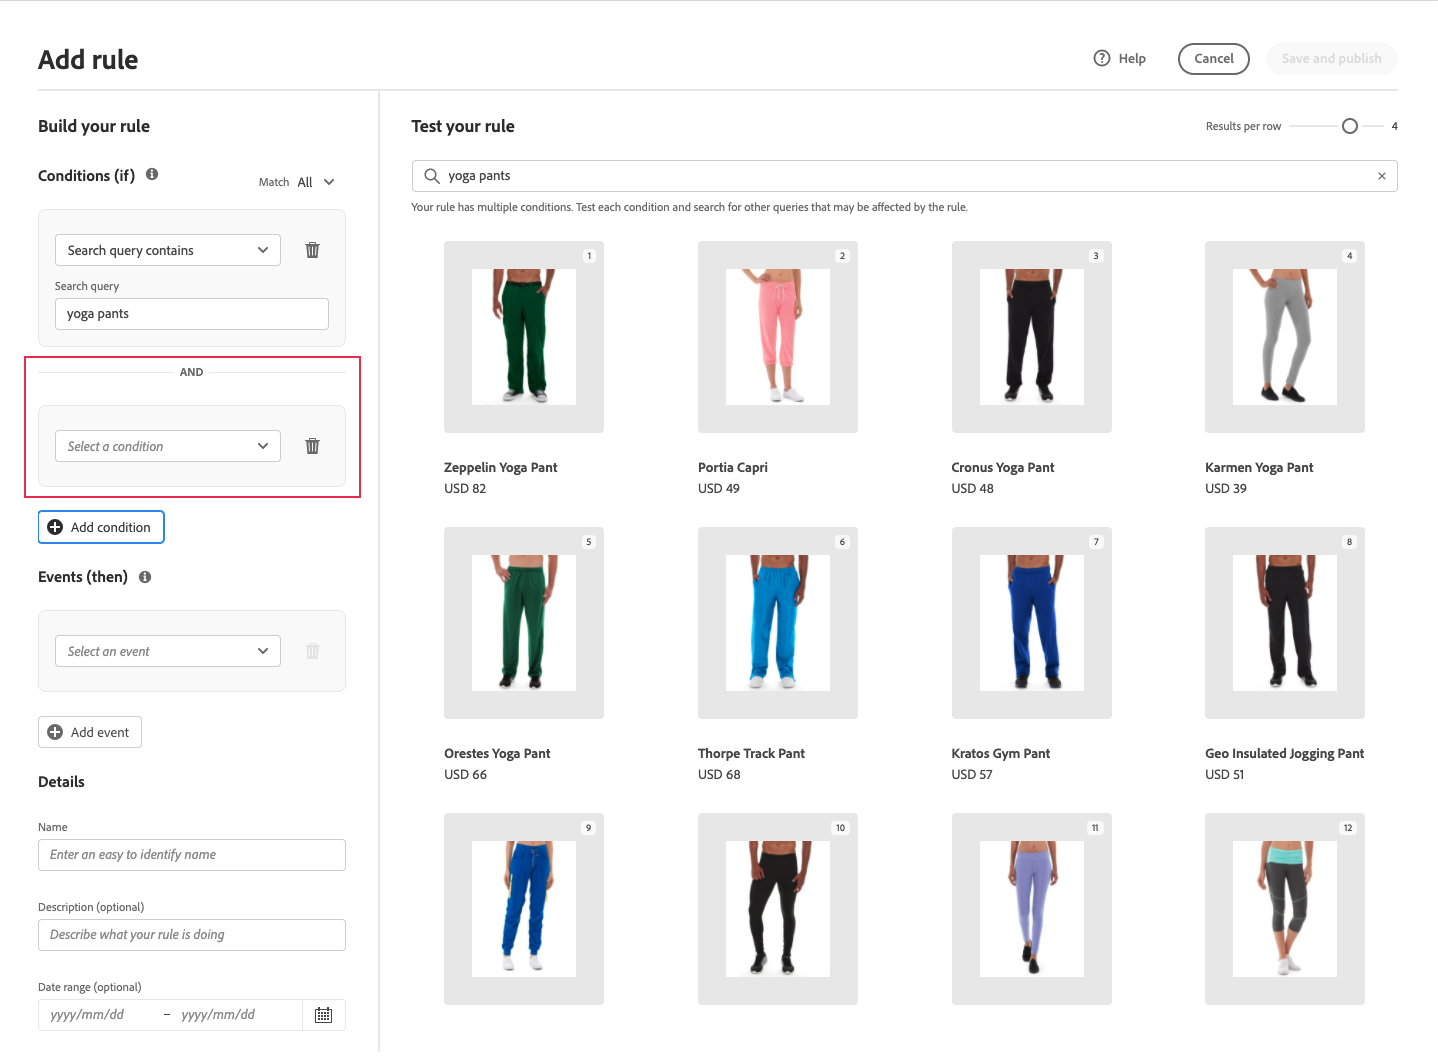 Add rule
Help
Cancel
Save and publish
Build your rule
Conditions (if)
Match All
Search query contains
Search query
yoga pants
AND
Select a condition
Add condition
Events (then)
Select an event
Add event
Details
Name
Enter an easy to identify name
Description (optional)
Describe what your rule is doing
Date range (optional)
yyyy/mm/dd – yyyy/mm/dd
Test your rule
Results per row 4
yoga pants
Your rule has multiple conditions. Test each condition and search for other queries that may be affected by the rule.
1 2 3 4
Zeppelin Yoga Pant
USD 82
Portia Capri
USD 49
Cronus Yoga Pant
USD 48
Karmen Yoga Pant
USD 39
5 6 7 8
Orestes Yoga Pant
USD 66
Thorpe Track Pant
USD 68
Kratos Gym Pant
USD 57
Geo Insulated Jogging Pant
USD 51
9 10 11 12